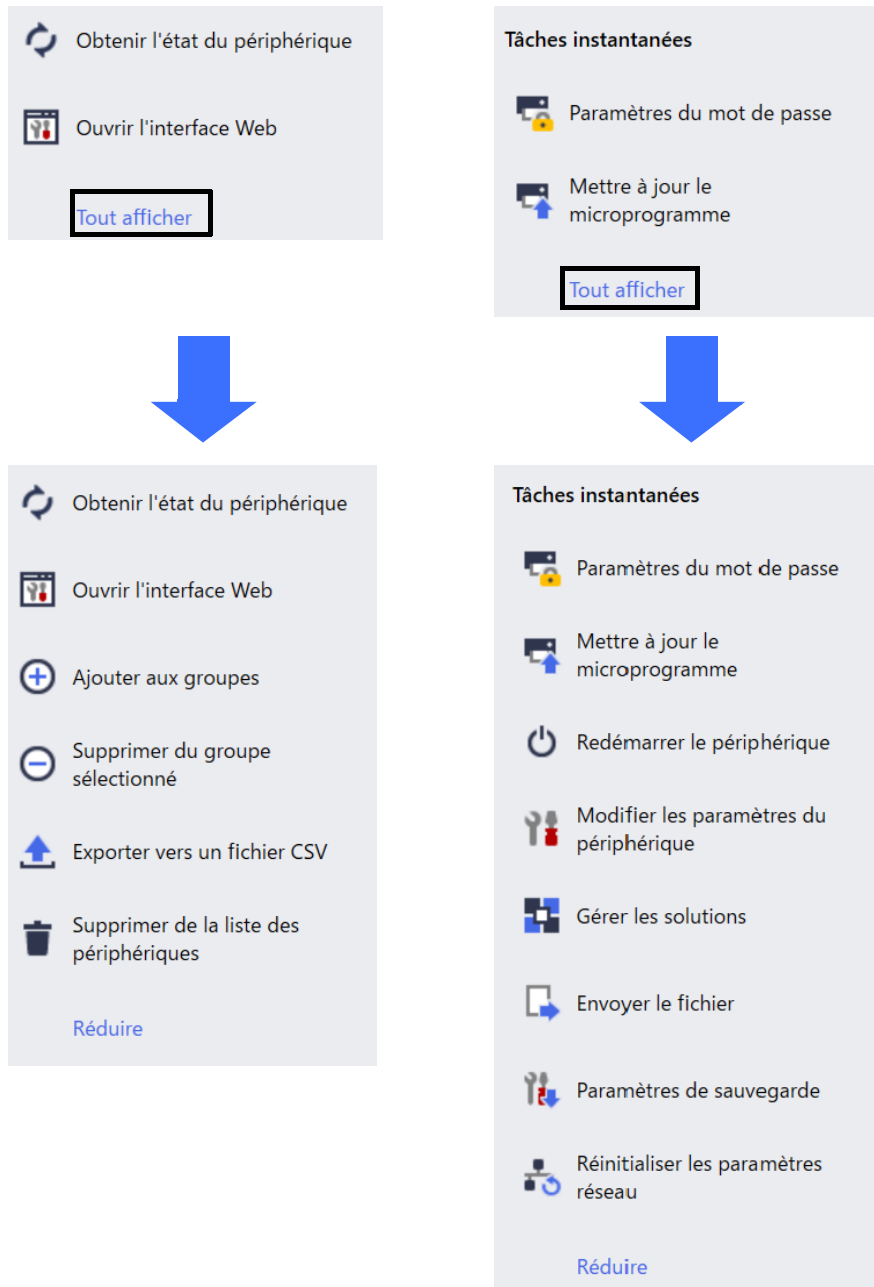 Obtenir l'état du périphérique
Ouvrir l'interface Web
Tout afficher
Tâches instantanées
Paramètres du mot de passe
Mettre à jour le
microprogramme
Tout afficher
Obtenir l'état du périphérique
Ouvrir l'interface Web
Ajouter aux groupes
Supprimer du groupe
sélectionné
Exporter vers un fichier CSV
Supprimer de la liste des
périphériques
Réduire
Tâches instantanées
Paramètres du mot de passe
Mettre à jour le
microprogramme
Redémarrer le périphérique
Modifier les paramètres du
périphérique
Gérer les solutions
Envoyer le fichier
Paramètres de sauvegarde
Réinitialiser les paramètres
réseau
Réduire